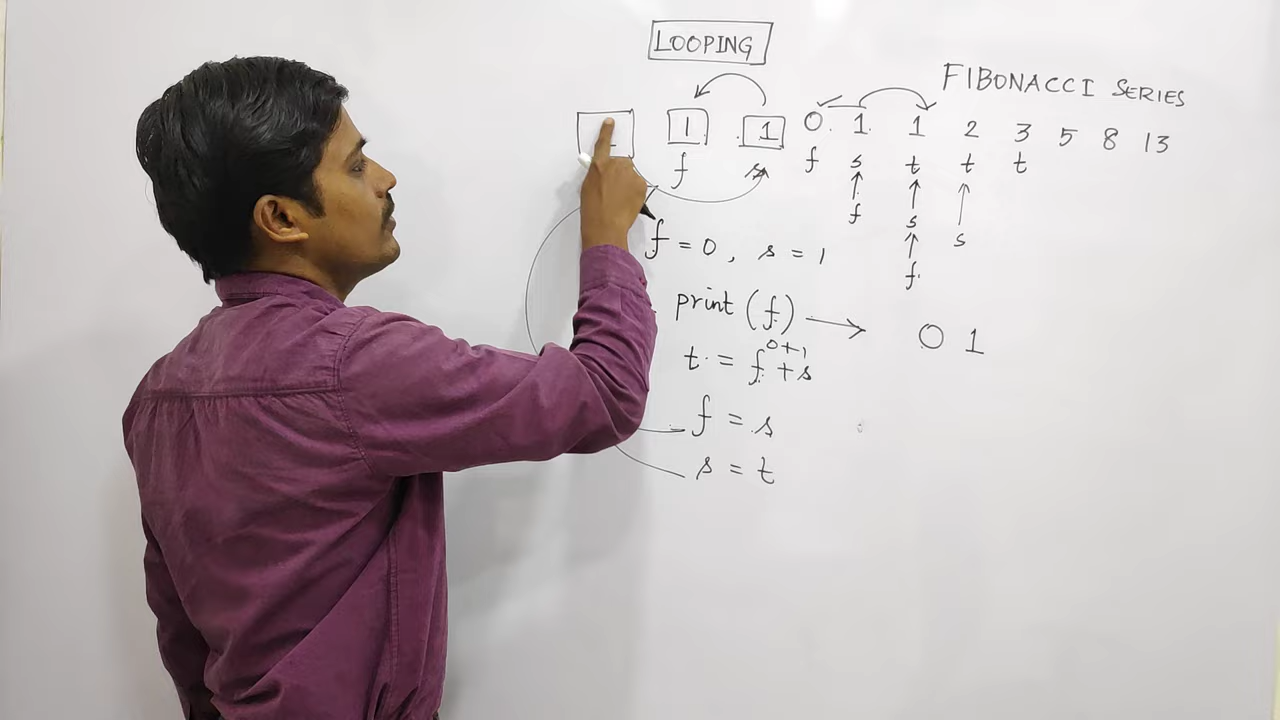 LOOPING
FIBONACCI SERIES
1 1 0 1 1 2 3 5 8 13
f s f s t t t
f s s
f
f = 0, s = 1
print (f) → 0 1
0+1
t = f + s
f = s
s = t